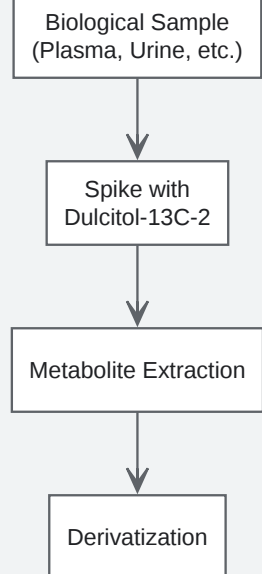 Biological Sample
(Plasma, Urine, etc.)
Spike with
Dulcitol-13C-2
Metabolite Extraction
Derivatization